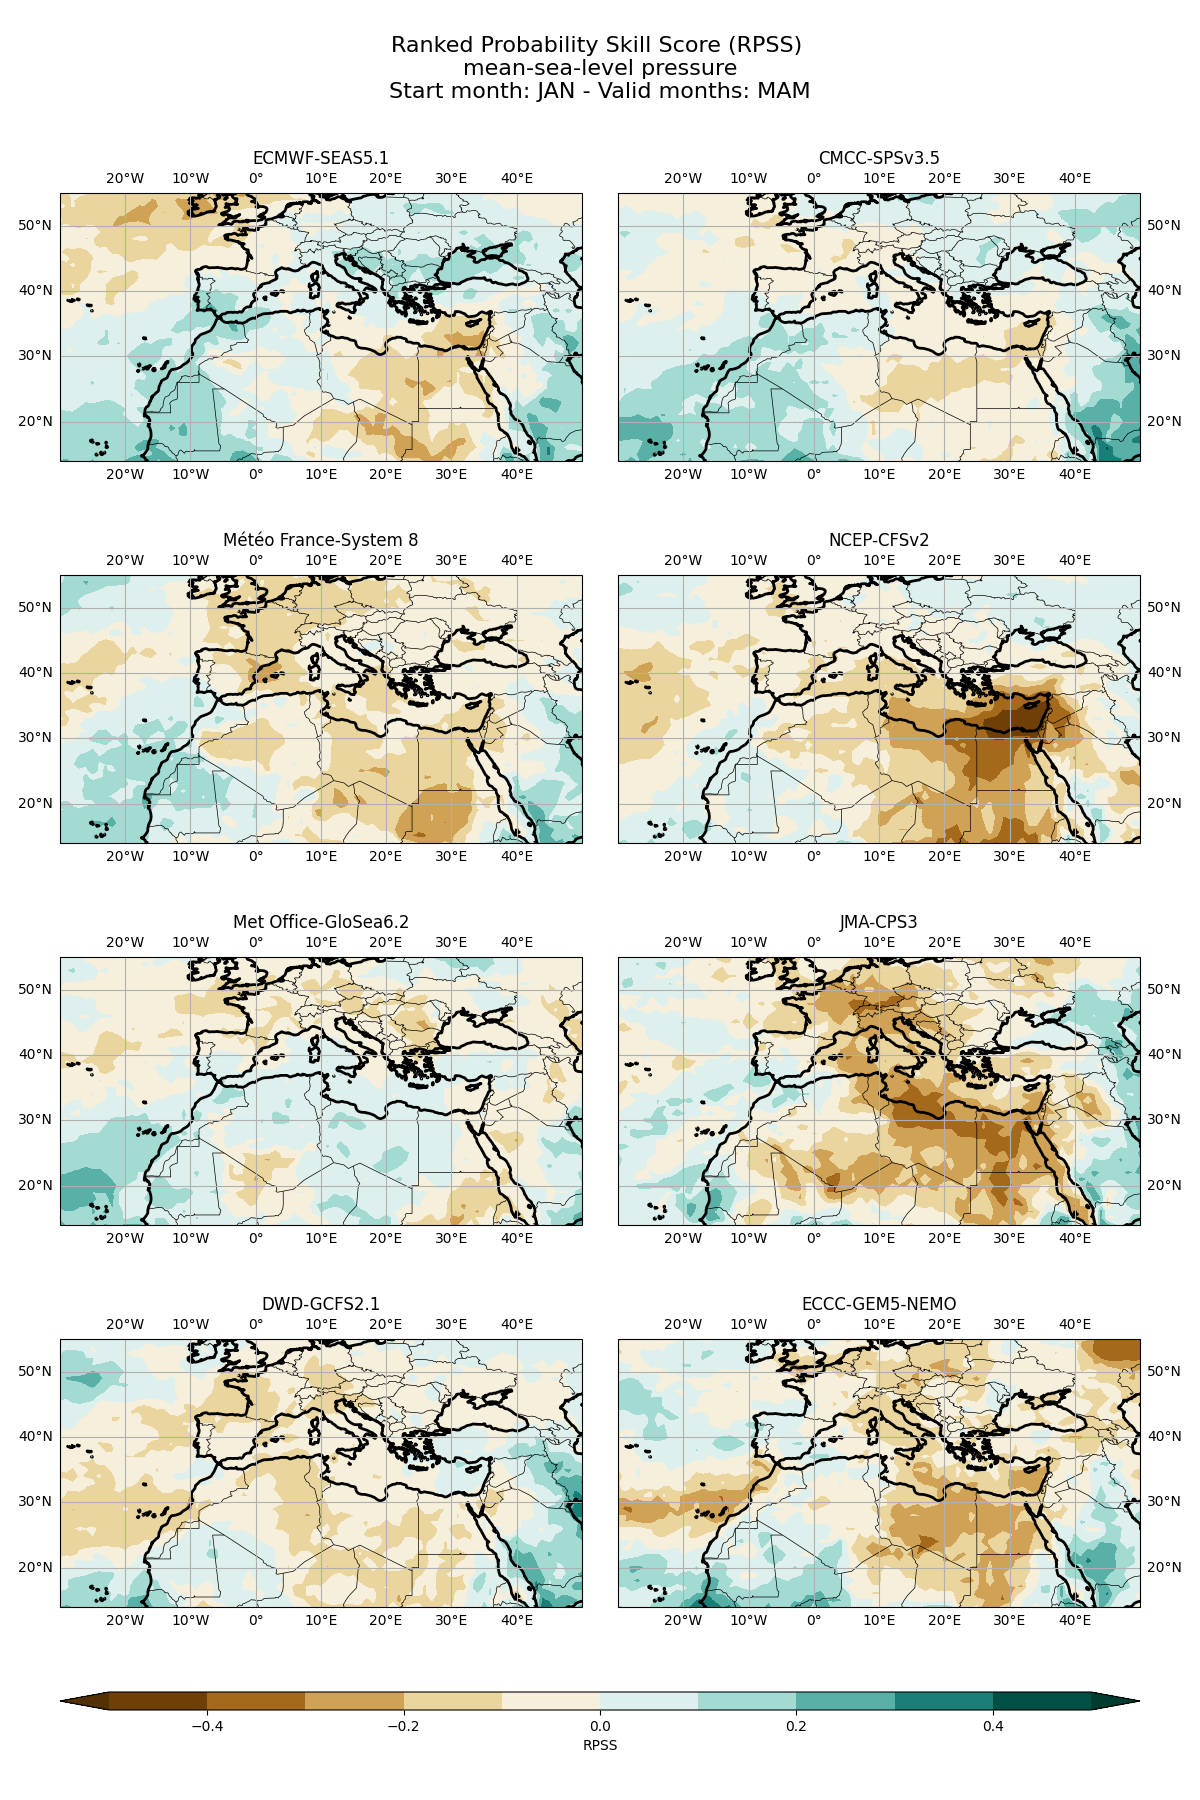 Ranked Probability Skill Score (RPSS)
mean-sea-level pressure
Start month: JAN - Valid months: MAM
ECMWF-SEAS5.1
CMCC-SPSv3.5
20°W 10°W 0° 10°E 20°E 30°E 40°E
20°W 10°W 0° 10°E 20°E 30°E 40°E
50°N
50°N
40°N
40°N
30°N
30°N
20°N
20°N
20°W 10°W 0° 10°E 20°E 30°E 40°E
20°W 10°W 0° 10°E 20°E 30°E 40°E
Météo France-System 8
NCEP-CFSv2
20°W 10°W 0° 10°E 20°E 30°E 40°E
20°W 10°W 0° 10°E 20°E 30°E 40°E
50°N
50°N
40°N
40°N
30°N
30°N
20°N
20°N
20°W 10°W 0° 10°E 20°E 30°E 40°E
20°W 10°W 0° 10°E 20°E 30°E 40°E
Met Office-GloSea6.2
JMA-CPS3
20°W 10°W 0° 10°E 20°E 30°E 40°E
20°W 10°W 0° 10°E 20°E 30°E 40°E
50°N
50°N
40°N
40°N
30°N
30°N
20°N
20°N
20°W 10°W 0° 10°E 20°E 30°E 40°E
20°W 10°W 0° 10°E 20°E 30°E 40°E
DWD-GCFS2.1
ECCC-GEM5-NEMO
20°W 10°W 0° 10°E 20°E 30°E 40°E
20°W 10°W 0° 10°E 20°E 30°E 40°E
50°N
50°N
40°N
40°N
30°N
30°N
20°N
20°N
20°W 10°W 0° 10°E 20°E 30°E 40°E
20°W 10°W 0° 10°E 20°E 30°E 40°E
−0.4 −0.2 0.0 0.2 0.4
RPSS